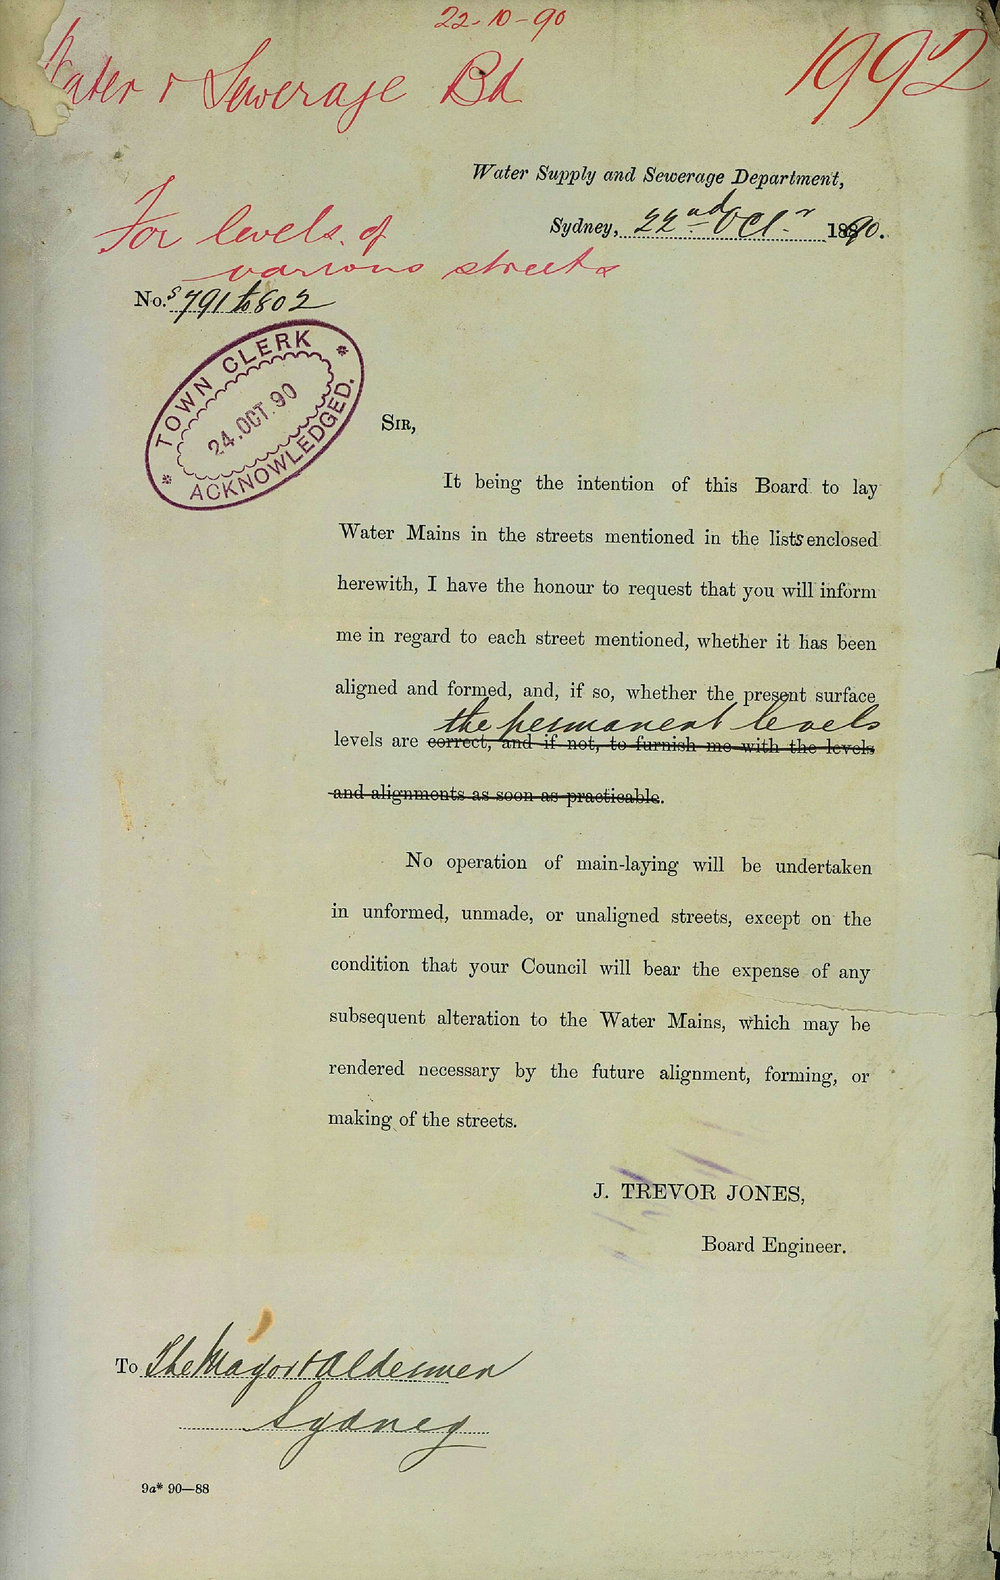 22-10-90
Water & Sewerage Bd
1992
Water Supply and Sewerage Department,
Sydney, 22nd Octr 1890.
For levels of
various streets
No.s 791 to 802
TOWN CLERK
24.OCT.90
ACKNOWLEDGED.
SIR,
It being the intention of this Board to lay
Water Mains in the streets mentioned in the lists enclosed
herewith, I have the honour to request that you will inform
me in regard to each street mentioned, whether it has been
aligned and formed, and, if so, whether the present surface
the permanent levels
levels are correct, and if not, to furnish me with the levels
and alignments as soon as practicable.
No operation of main-laying will be undertaken
in unformed, unmade, or unaligned streets, except on the
condition that your Council will bear the expense of any
subsequent alteration to the Water Mains, which may be
rendered necessary by the future alignment, forming, or
making of the streets.
J. TREVOR JONES,
Board Engineer.
To The Mayor & Aldermen
Sydney
9a* 90—88